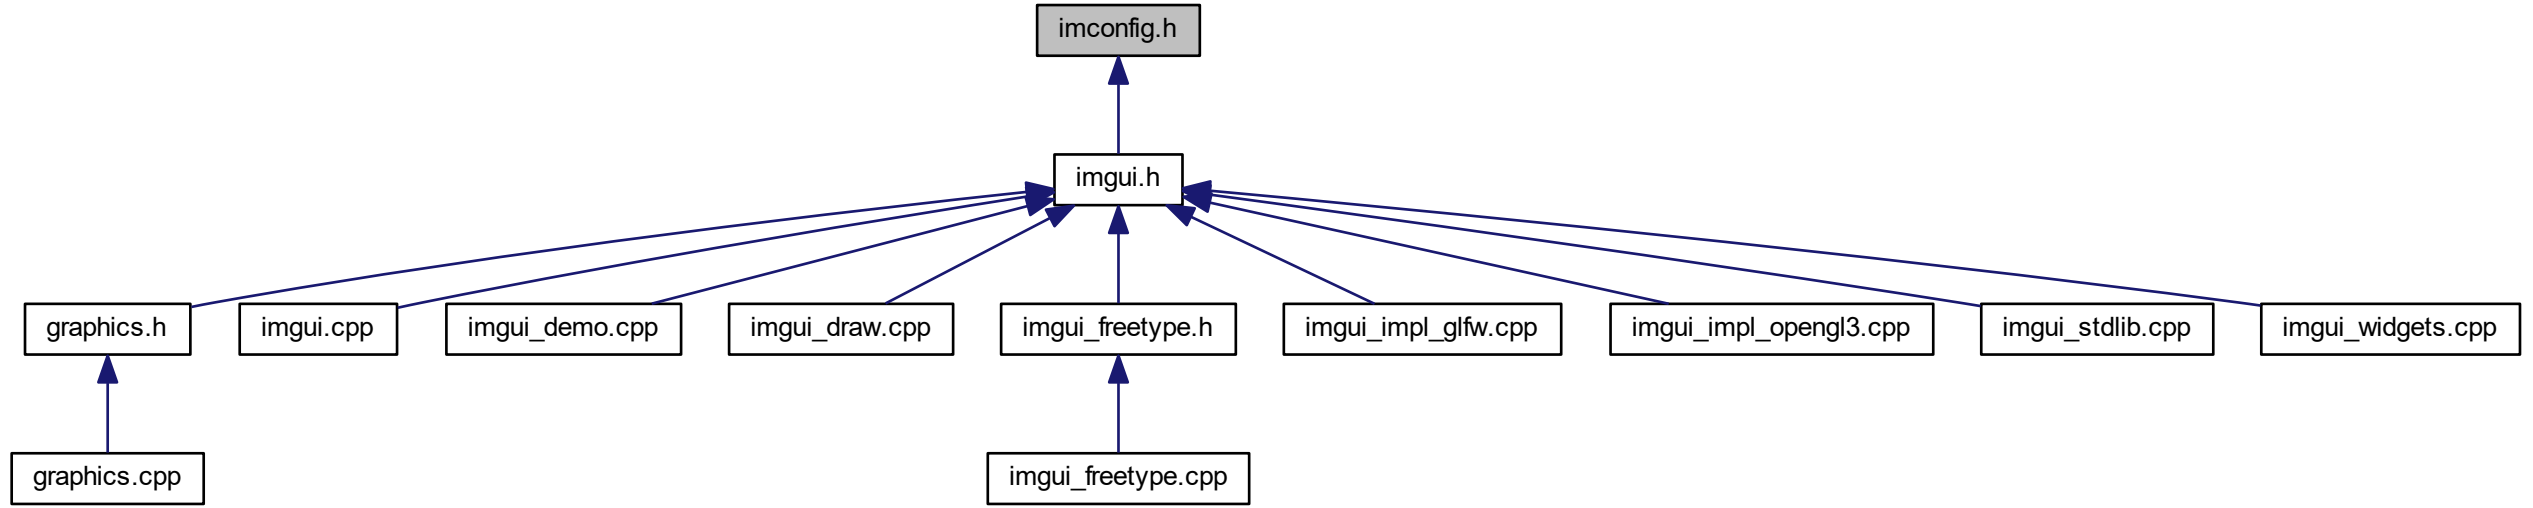 imconfig.h
imgui.h
graphics.h
imgui.cpp
imgui_demo.cpp
imgui_draw.cpp
imgui_freetype.h
imgui_impl_glfw.cpp
imgui_impl_opengl3.cpp
imgui_stdlib.cpp
imgui_widgets.cpp
graphics.cpp
imgui_freetype.cpp